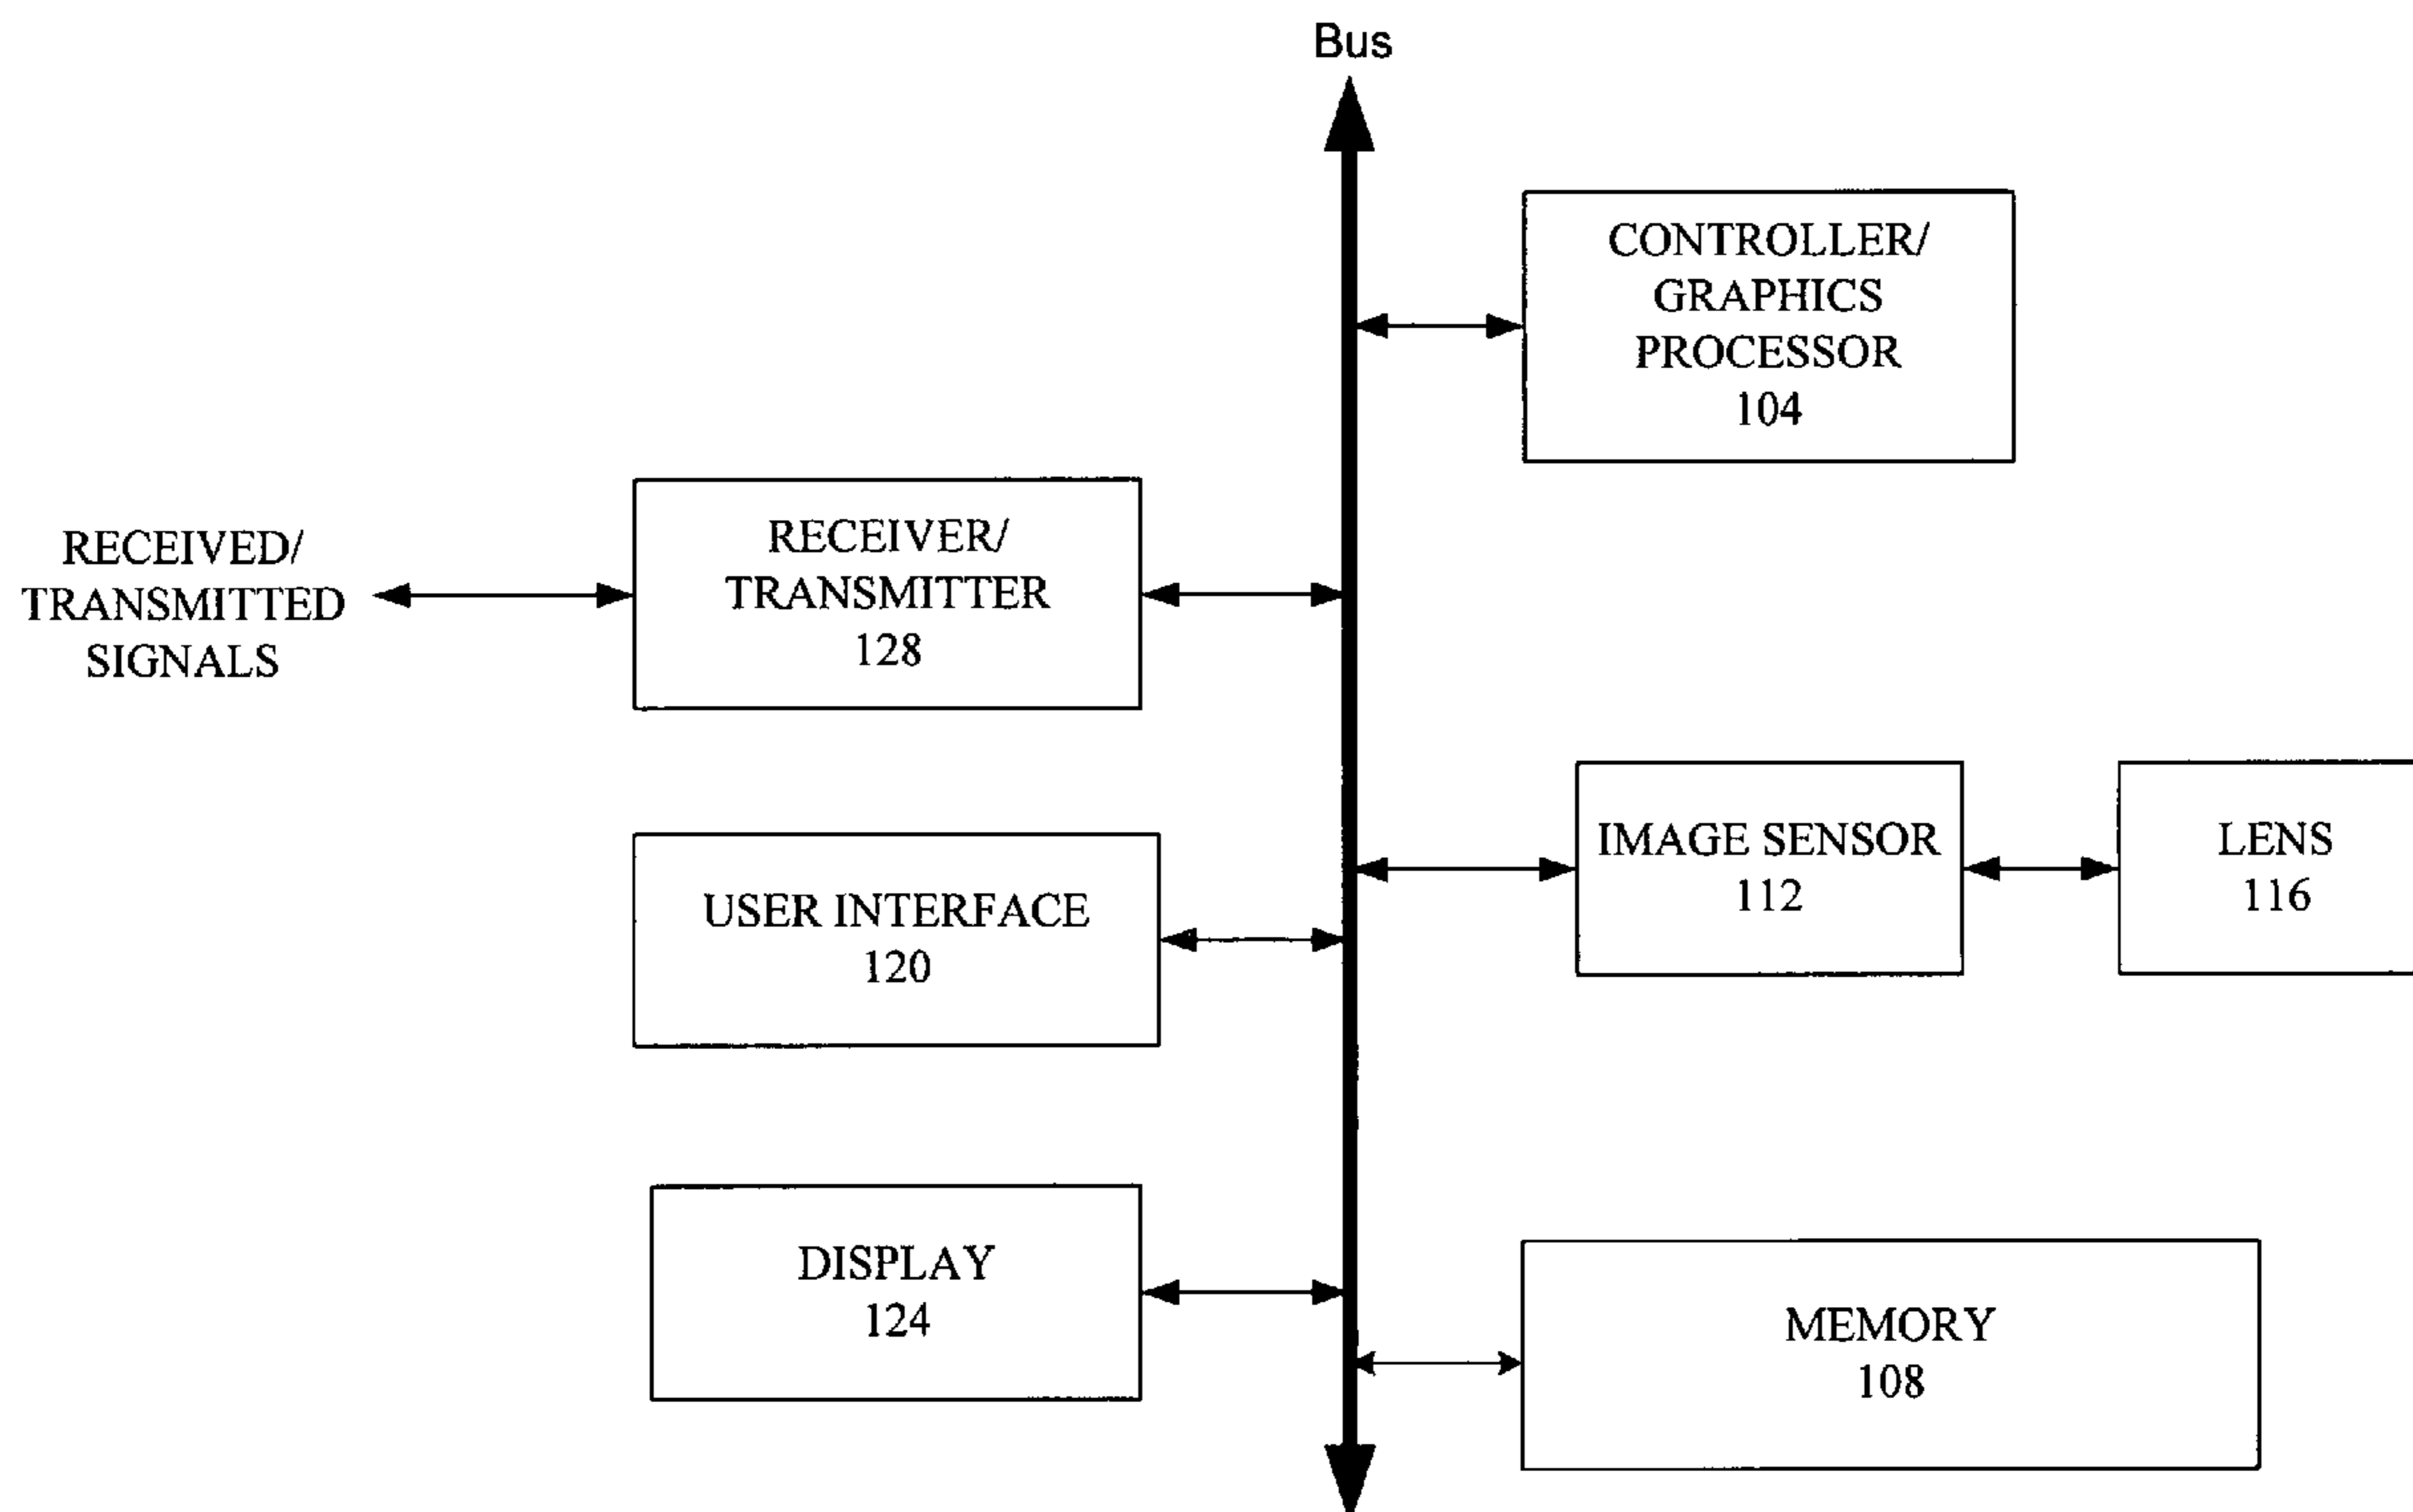 Bus
CONTROLLER/
GRAPHICS
PROCESSOR
104
RECEIVED/
TRANSMITTED
SIGNALS
RECEIVER/
TRANSMITTER
128
IMAGE SENSOR
112
LENS
116
USER INTERFACE
120
DISPLAY
124
MEMORY
108